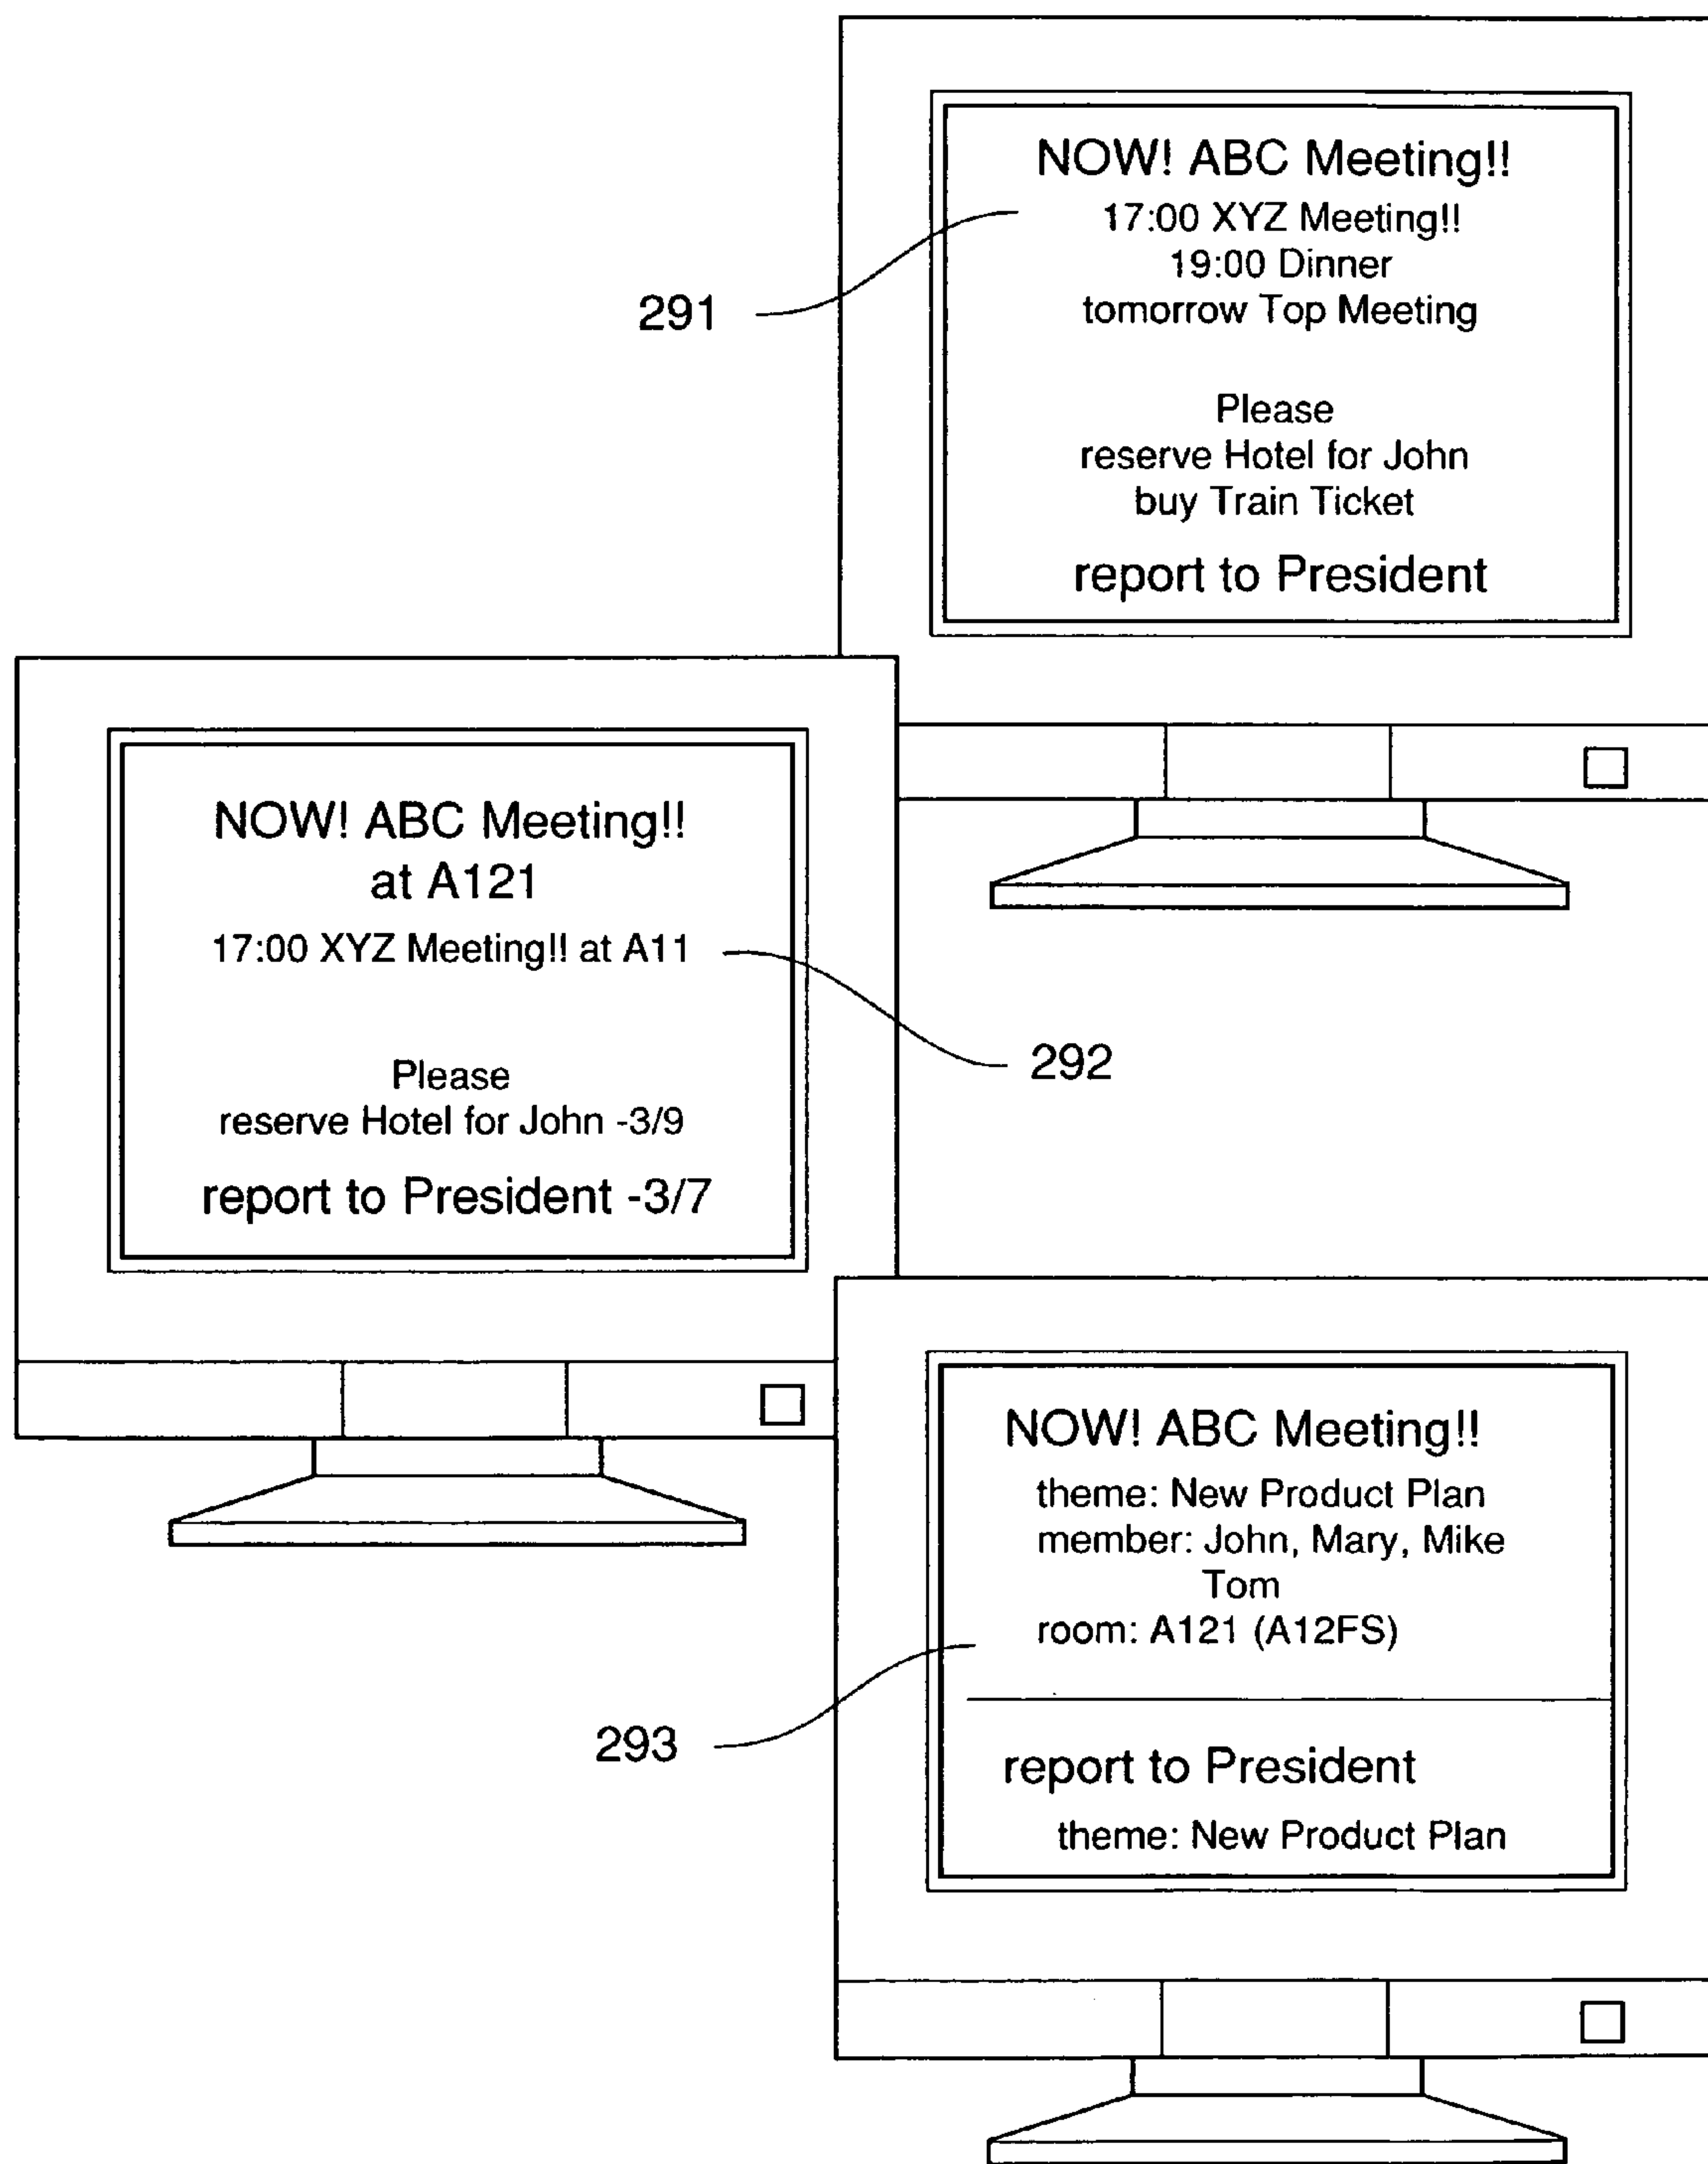 NOW! ABC Meeting!!
17:00 XYZ Meeting!!
19:00 Dinner
tomorrow Top Meeting
Please
reserve Hotel for John
buy Train Ticket
report to President
291
NOW! ABC Meeting!!
at A121
17:00 XYZ Meeting!! at A11
Please
reserve Hotel for John -3/9
report to President -3/7
292
NOW! ABC Meeting!!
theme: New Product Plan
member: John, Mary, Mike
Tom
room: A121 (A12FS)
report to President
theme: New Product Plan
293